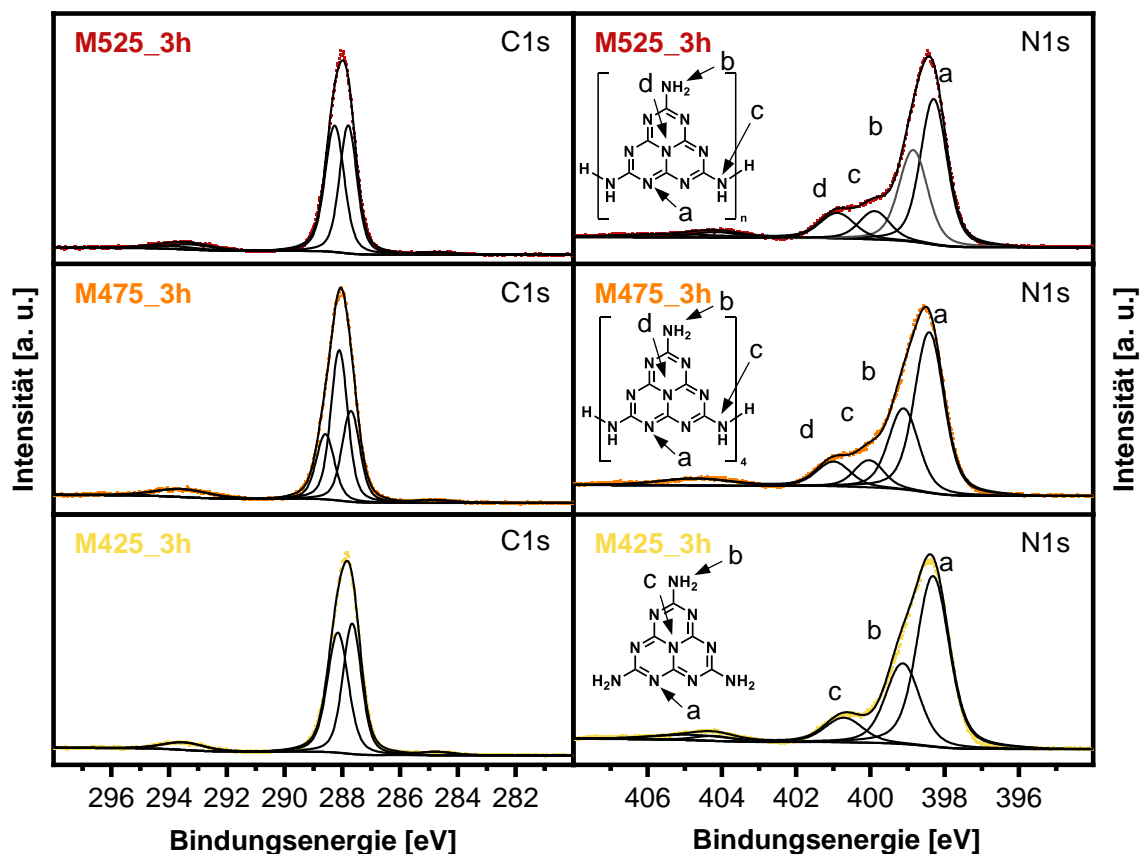 M525_3h
C1s
M525_3h
N1s
NH₂
b
d
N
N
N
N
N
N
N
c
H
N
H
N
H
H
a
n
a
b
c
d
M475_3h
C1s
M475_3h
N1s
NH₂
b
d
N
N
N
N
N
N
N
c
H
N
H
N
H
H
a
4
a
b
c
d
M425_3h
C1s
M425_3h
N1s
NH₂
b
c
N
N
N
N
N
N
N
H₂N
NH₂
a
a
b
c
Intensität [a. u.]
Intensität [a. u.]
296 294 292 290 288 286 284 282
406 404 402 400 398 396
Bindungsenergie [eV]
Bindungsenergie [eV]